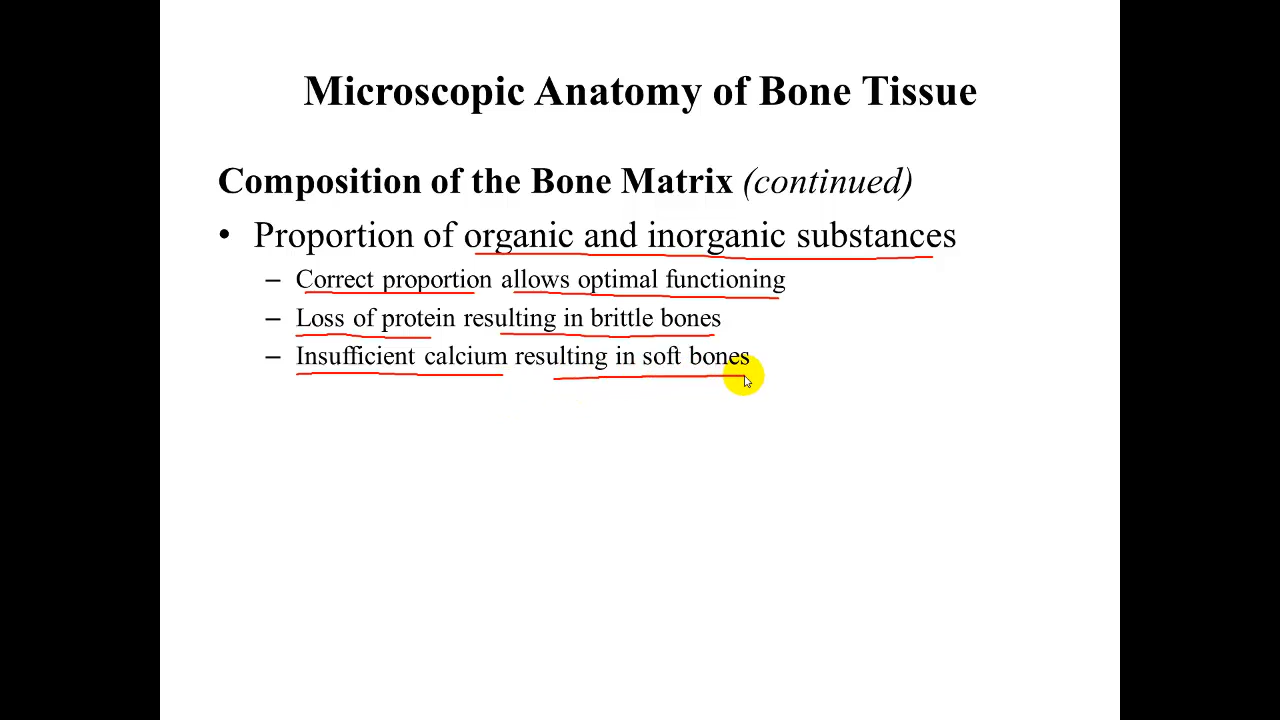 Microscopic Anatomy of Bone Tissue
Composition of the Bone Matrix (continued)
• Proportion of organic and inorganic substances
– Correct proportion allows optimal functioning
– Loss of protein resulting in brittle bones
– Insufficient calcium resulting in soft bones